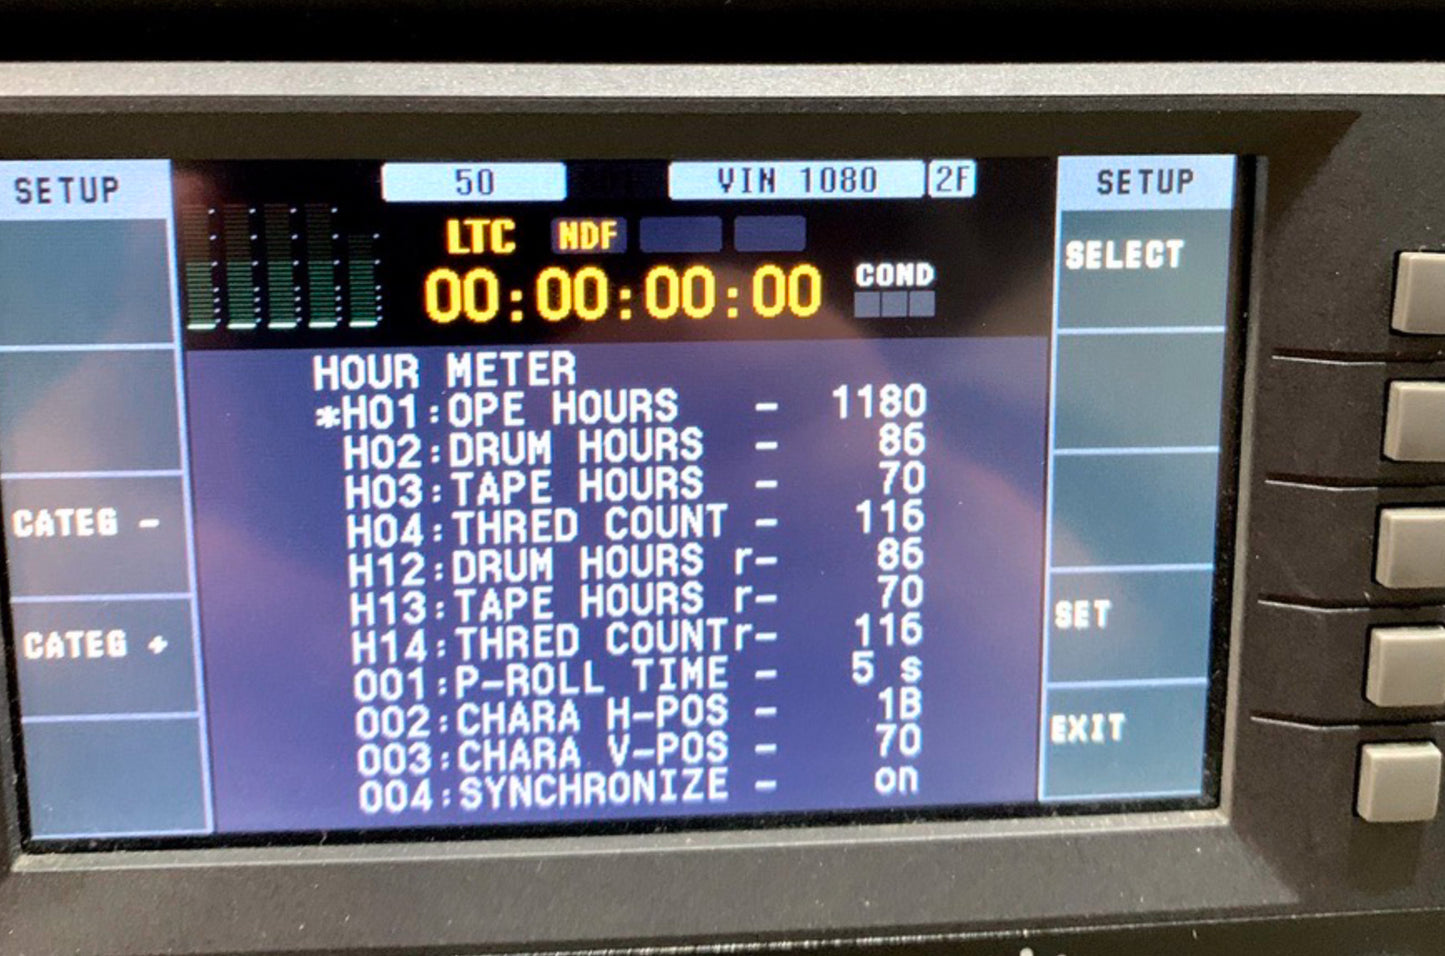 SETUP
50
VIN 1080
2F
SETUP
LTC NDF
00:00:00:00
COND
SELECT
HOUR METER
*H01:OPE HOURS - 1180
H02:DRUM HOURS - 86
H03:TAPE HOURS - 70
H04:THRED COUNT - 116
H12:DRUM HOURS r- 86
H13:TAPE HOURS r- 70
H14:THRED COUNTr- 116
001:P-ROLL TIME - 5 s
002:CHARA H-POS - 1B
003:CHARA V-POS - 70
004:SYNCHRONIZE - on
CATEG -
CATEG +
SET
EXIT